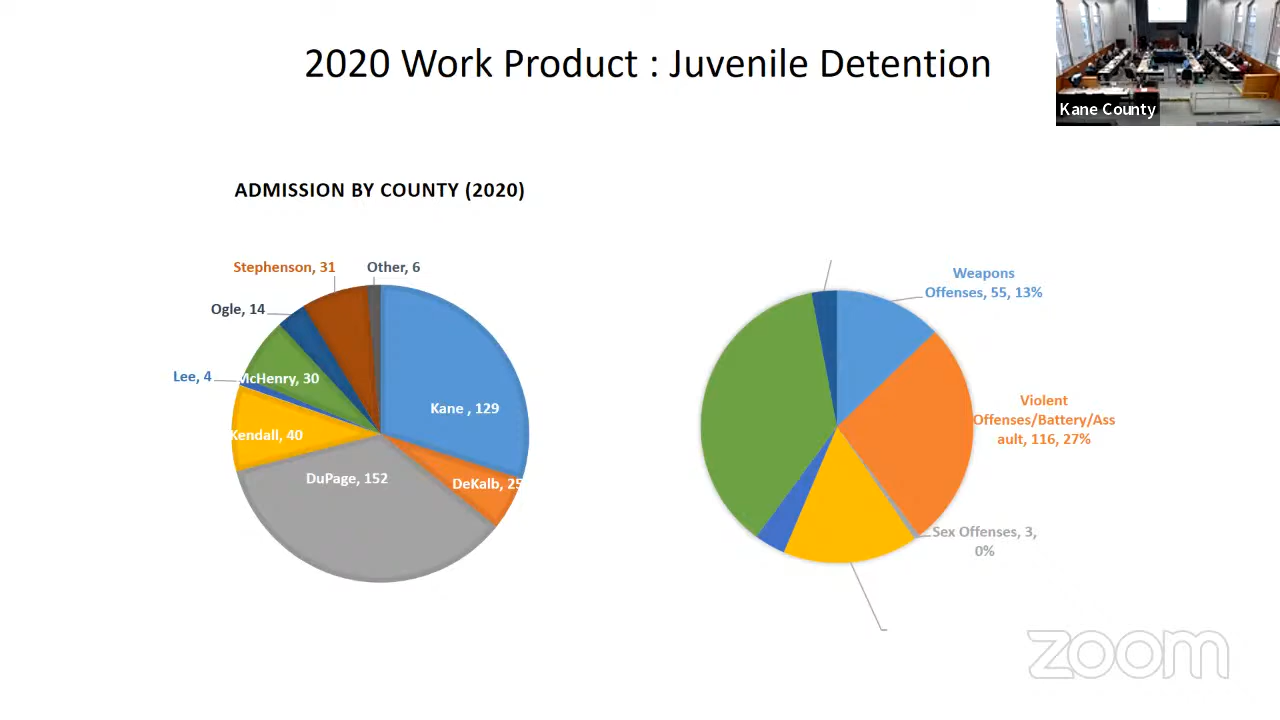 2020 Work Product : Juvenile Detention
Kane County
ADMISSION BY COUNTY (2020)
Stephenson, 31
Other, 6
Ogle, 14
Lee, 4
McHenry, 30
Kane , 129
Kendall, 40
DuPage, 152
DeKalb, 25
Weapons
Offenses, 55, 13%
Violent
Offenses/Battery/Ass
ault, 116, 27%
Sex Offenses, 3,
0%
zoom